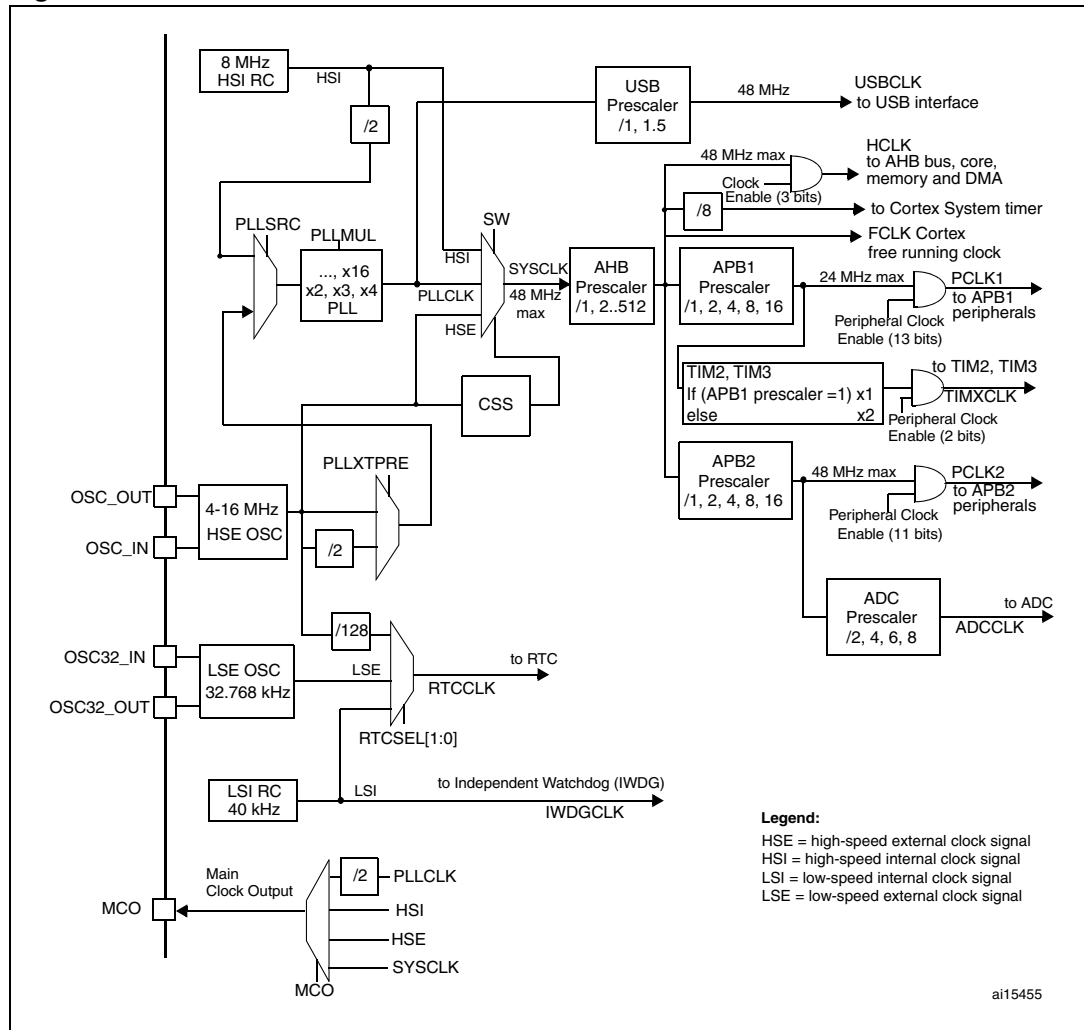 8 MHz
HSI RC
HSI
/2
USB
Prescaler
/1, 1.5
48 MHz
USBCLK
to USB interface
HCLK
to AHB bus, core,
memory and DMA
48 MHz max
Clock
Enable (3 bits)
/8
to Cortex System timer
FCLK Cortex
free running clock
PLLSRC
PLLMUL
..., x16
x2, x3, x4
PLL
SW
HSI
PLLCLK
HSE
SYSCLK
48 MHz
max
AHB
Prescaler
/1, 2..512
APB1
Prescaler
/1, 2, 4, 8, 16
24 MHz max
PCLK1
to APB1
peripherals
Peripheral Clock
Enable (13 bits)
TIM2, TIM3
If (APB1 prescaler =1) x1
else x2
to TIM2, TIM3
TIMXCLK
Peripheral Clock
Enable (2 bits)
CSS
PLLXTPRE
OSC_OUT
OSC_IN
4-16 MHz
HSE OSC
/2
APB2
Prescaler
/1, 2, 4, 8, 16
48 MHz max
PCLK2
to APB2
peripherals
Peripheral Clock
Enable (11 bits)
ADC
Prescaler
/2, 4, 6, 8
to ADC
ADCCLK
/128
OSC32_IN
OSC32_OUT
LSE OSC
32.768 kHz
LSE
to RTC
RTCCLK
RTCSEL[1:0]
LSI RC
40 kHz
LSI
to Independent Watchdog (IWDG)
IWDGCLK
Legend:
HSE = high-speed external clock signal
HSI = high-speed internal clock signal
LSI = low-speed internal clock signal
LSE = low-speed external clock signal
Main
Clock Output
MCO
/2
PLLCLK
HSI
HSE
SYSCLK
MCO
ai15455